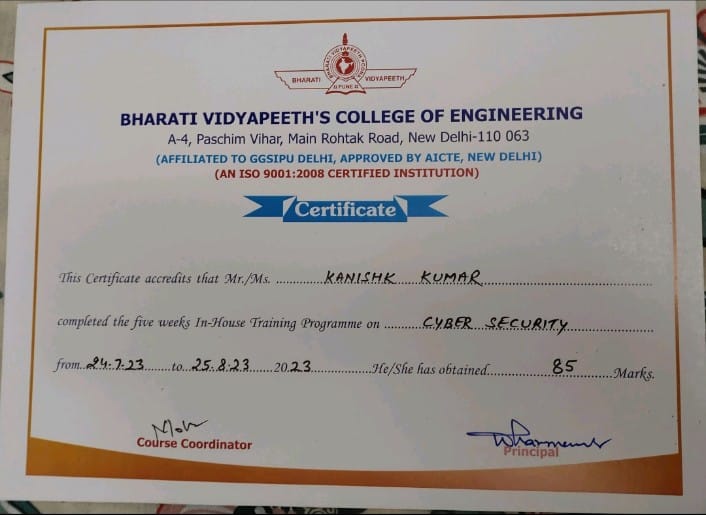 BHARATI VIDYAPEETH POONA
BHARATI VIDYAPEETH
PUNE
BHARATI VIDYAPEETH'S COLLEGE OF ENGINEERING
A-4, Paschim Vihar, Main Rohtak Road, New Delhi-110 063
(AFFILIATED TO GGSIPU DELHI, APPROVED BY AICTE, NEW DELHI)
(AN ISO 9001:2008 CERTIFIED INSTITUTION)
Certificate
This Certificate accredits that Mr./Ms. KANISHK KUMAR
completed the five weeks In-House Training Programme on CYBER SECURITY
from 24.7.23 to 25.8.23 2023 He/She has obtained 85 Marks.
Course Coordinator
Principal